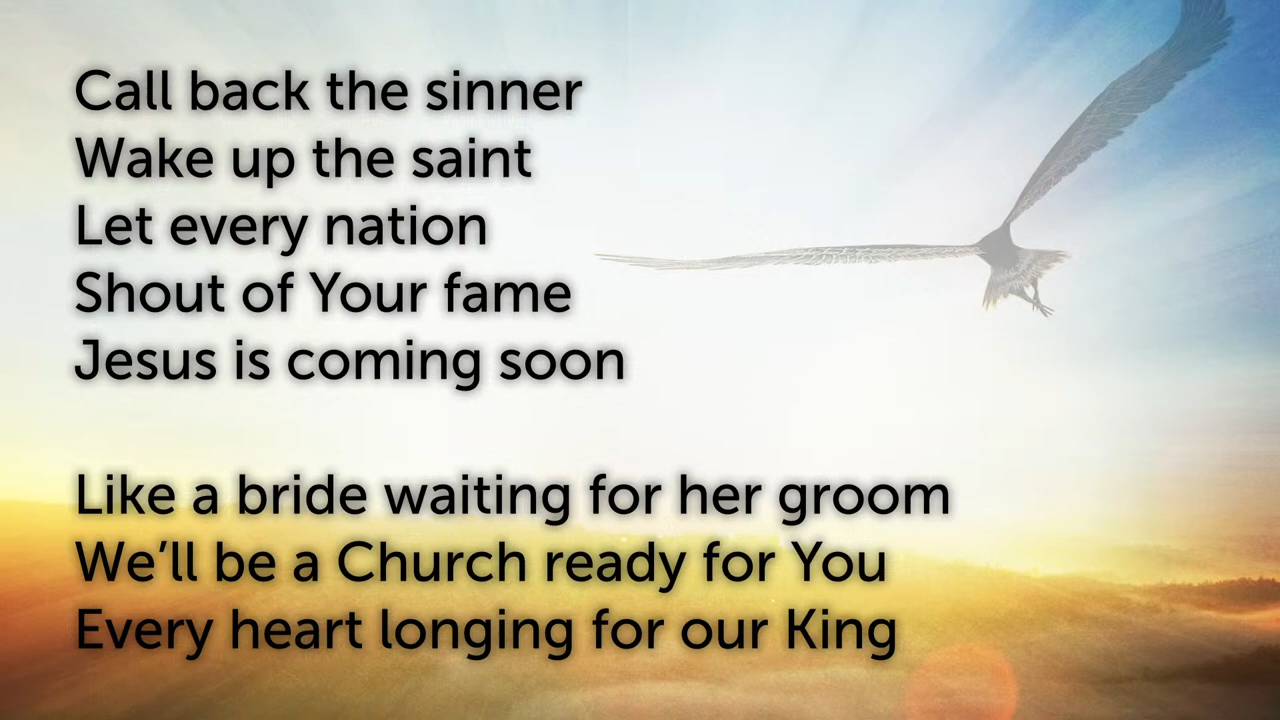 Call back the sinner
Wake up the saint
Let every nation
Shout of Your fame
Jesus is coming soon
Like a bride waiting for her groom
We’ll be a Church ready for You
Every heart longing for our King